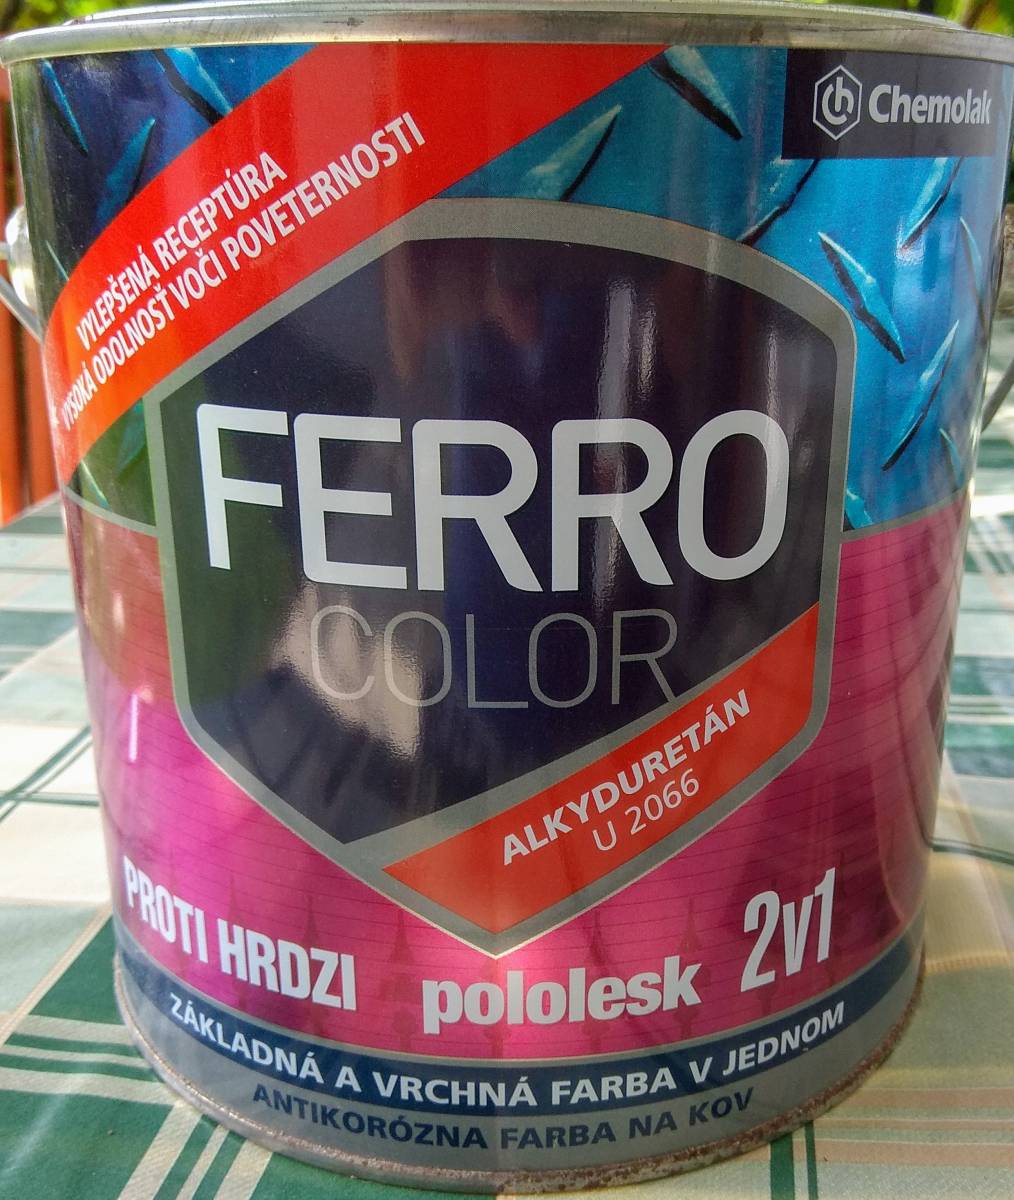 Chemolak
VYLEPŠENÁ RECEPTÚRA
VYSOKÁ ODOLNOSŤ VOČI POVETERNOSTI
FERRO
COLOR
ALKYDURETÁN
U 2066
PROTI HRDZI
pololesk
2v1
ZÁKLADNÁ A VRCHNÁ FARBA V JEDNOM
ANTIKORÓZNA FARBA NA KOV